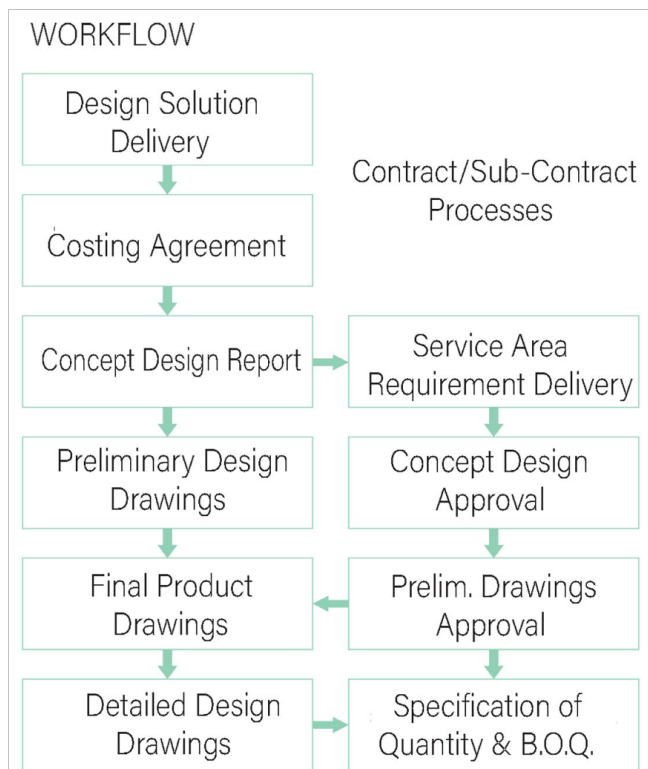 WORKFLOW
Design Solution
Delivery
Contract/Sub-Contract
Processes
Costing Agreement
Concept Design Report
Service Area
Requirement Delivery
Preliminary Design
Drawings
Concept Design
Approval
Final Product
Drawings
Prelim. Drawings
Approval
Detailed Design
Drawings
Specification of
Quantity & B.O.Q.